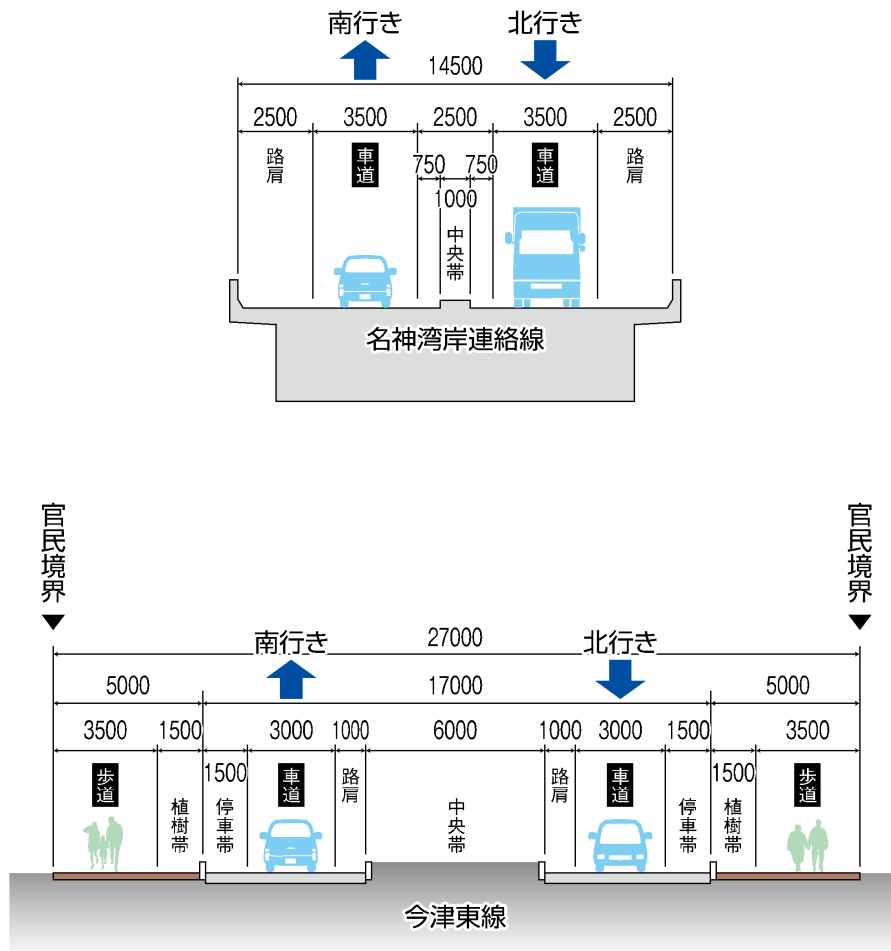 南行き
北行き
14500
2500
3500
2500
3500
2500
路肩
車道
750
750
車道
路肩
1000
中央帯
名神湾岸連絡線
官民境界
官民境界
南行き
27000
北行き
5000
17000
5000
3500
1500
3000
1000
6000
1000
3000
1500
3500
歩道
植樹帯
1500
停車帯
車道
路肩
中央帯
路肩
車道
停車帯
1500
植樹帯
歩道
今津東線